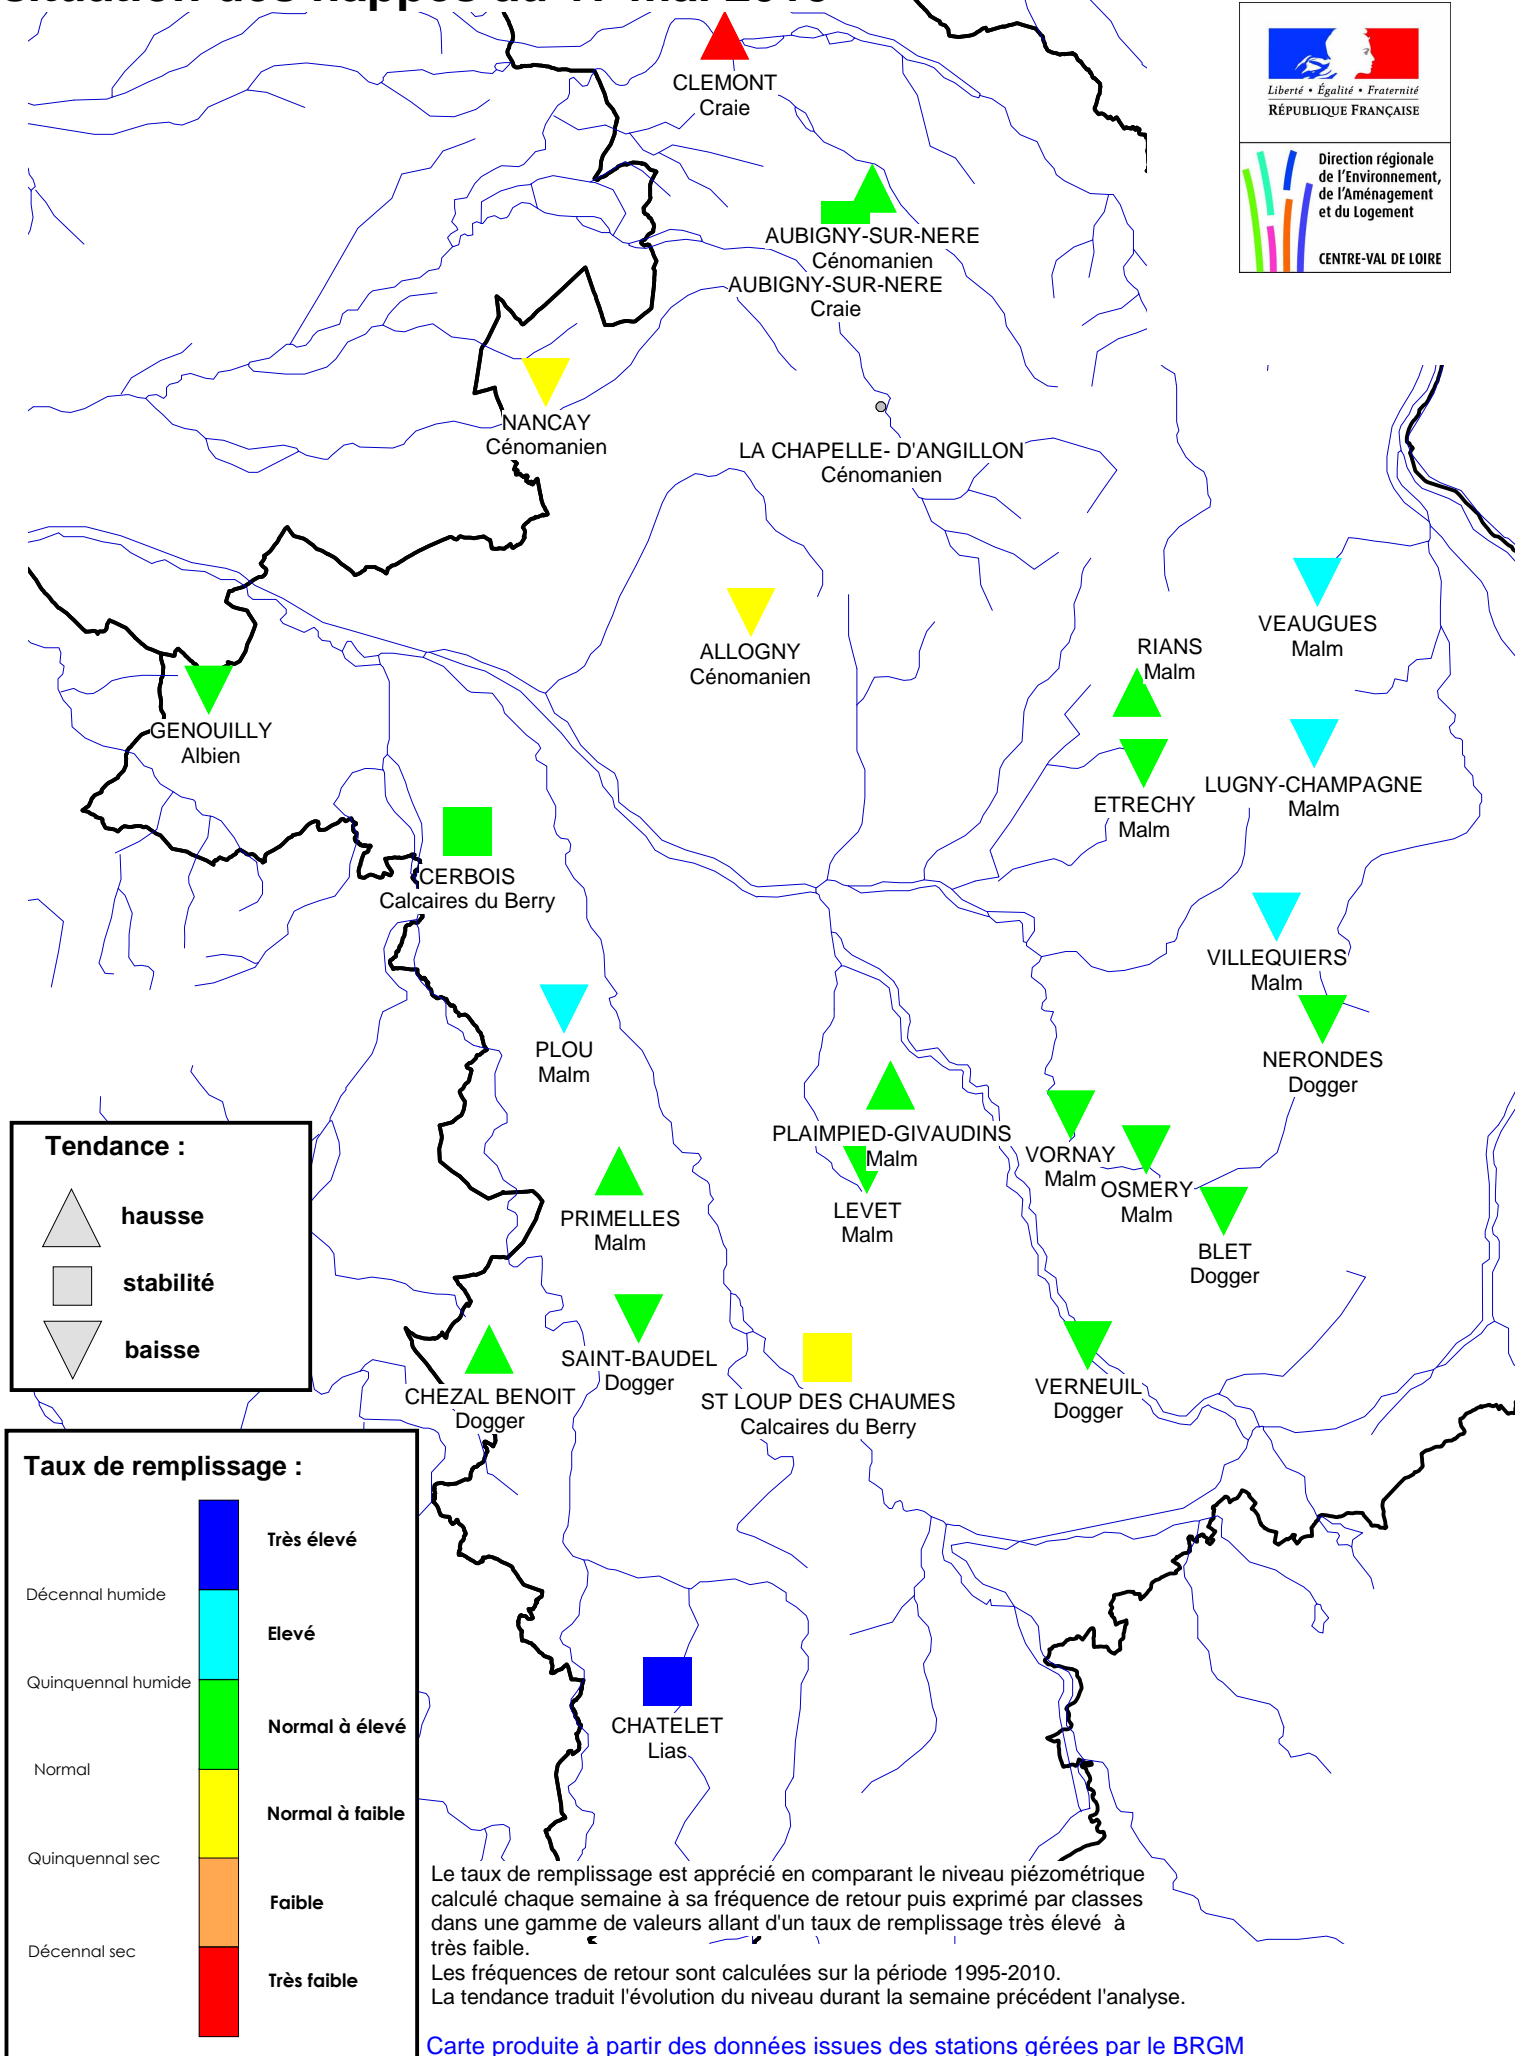 Liberté • Égalité • Fraternité
RÉPUBLIQUE FRANÇAISE
Direction régionale
de l'Environnement,
de l'Aménagement
et du Logement
CENTRE-VAL DE LOIRE
CLEMONT
Craie
AUBIGNY-SUR-NERE
Cénomanien
AUBIGNY-SUR-NERE
Craie
NANCAY
Cénomanien
LA CHAPELLE- D'ANGILLON
Cénomanien
VEAUGUES
Malm
RIANS
Malm
ALLOGNY
Cénomanien
GENOUILLY
Albien
LUGNY-CHAMPAGNE
Malm
ETRECHY
Malm
CERBOIS
Calcaires du Berry
VILLEQUIERS
Malm
PLOU
Malm
NERONDES
Dogger
PLAIMPIED-GIVAUDINS
Malm
VORNAY
Malm
OSMERY
Malm
LEVET
Malm
PRIMELLES
Malm
BLET
Dogger
SAINT-BAUDEL
Dogger
CHEZAL BENOIT
Dogger
ST LOUP DES CHAUMES
Calcaires du Berry
VERNEUIL
Dogger
CHATELET
Lias
Tendance :
hausse
stabilité
baisse
Taux de remplissage :
Très élevé
Décennal humide
Elevé
Quinquennal humide
Normal à élevé
Normal
Normal à faible
Quinquennal sec
Faible
Décennal sec
Très faible
Le taux de remplissage est apprécié en comparant le niveau piézométrique
calculé chaque semaine à sa fréquence de retour puis exprimé par classes
dans une gamme de valeurs allant d'un taux de remplissage très élevé à
très faible.
Les fréquences de retour sont calculées sur la période 1995-2010.
La tendance traduit l'évolution du niveau durant la semaine précédent l'analyse.
Carte produite à partir des données issues des stations gérées par le BRGM